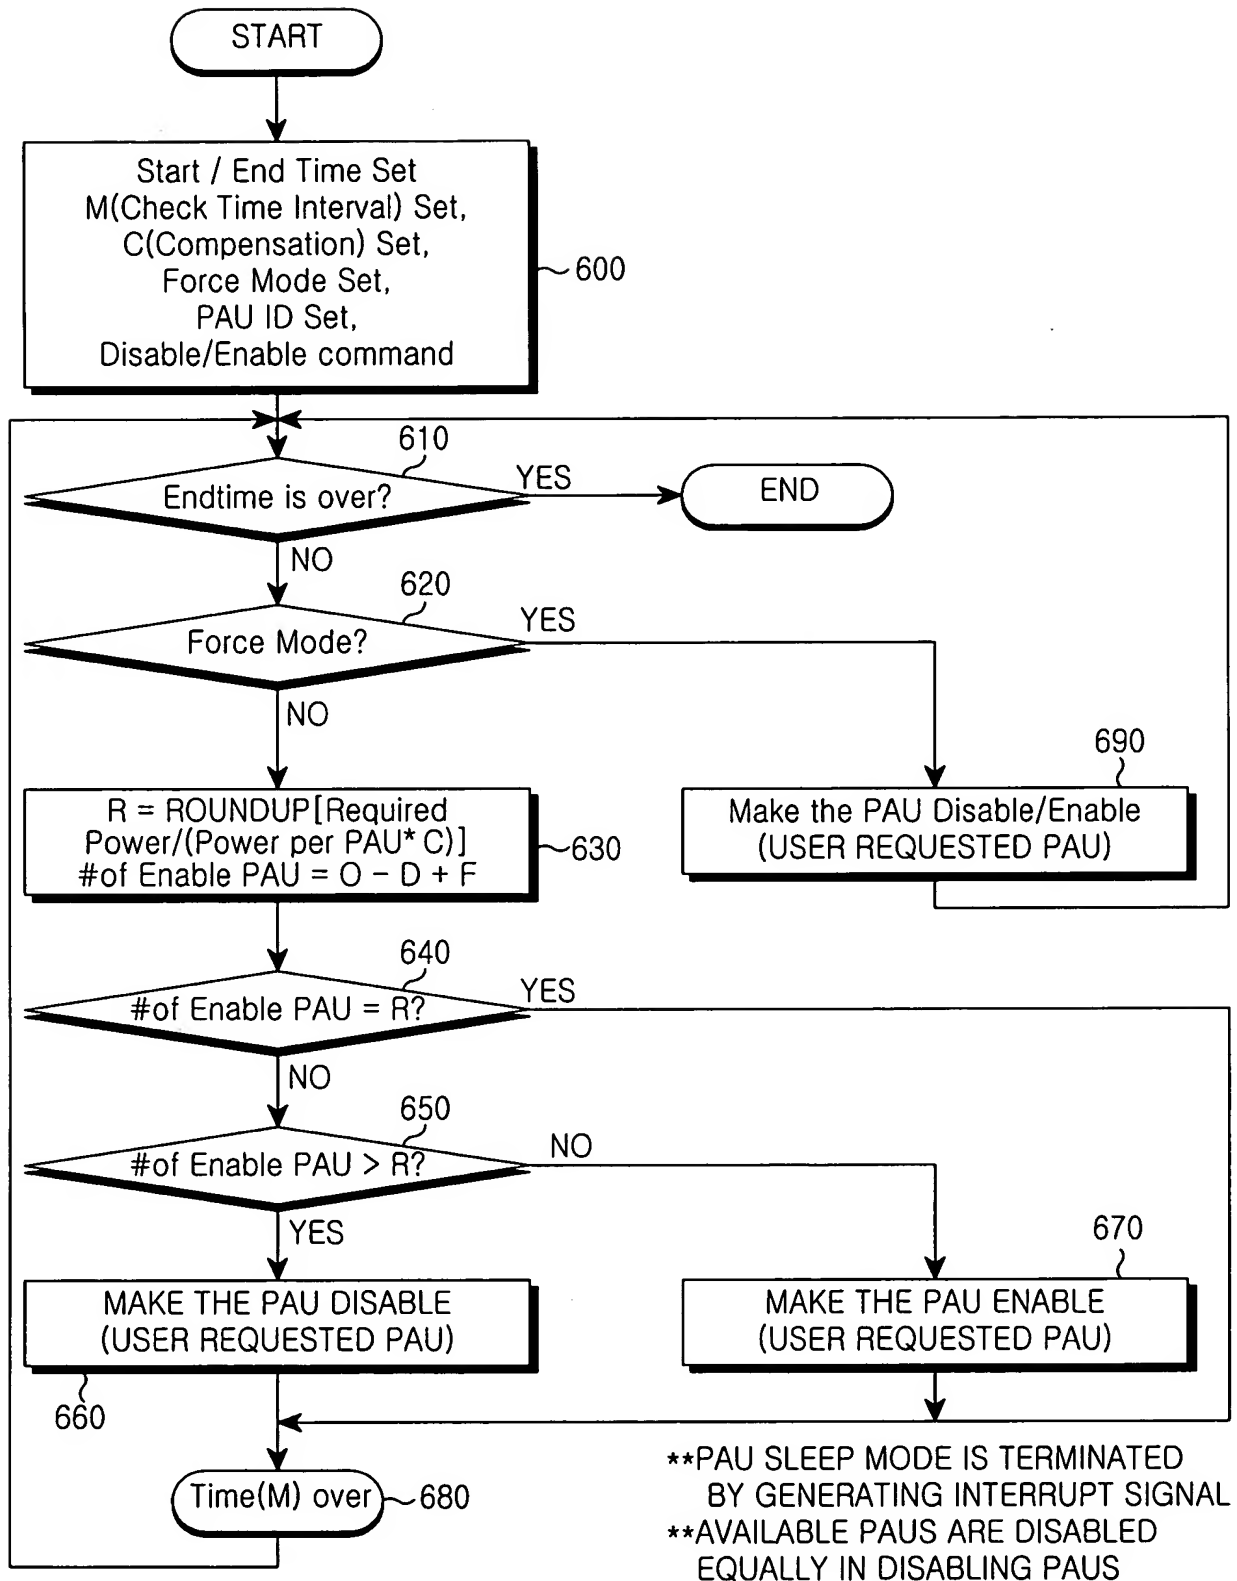 START
Start / End Time Set
M(Check Time Interval) Set,
C(Compensation) Set,
Force Mode Set,
PAU ID Set,
Disable/Enable command
600
610
Endtime is over?
YES
END
NO
620
Force Mode?
YES
NO
690
R = ROUNDUP[Required
Power/(Power per PAU* C)]
#of Enable PAU = O - D + F
630
Make the PAU Disable/Enable
(USER REQUESTED PAU)
640
#of Enable PAU = R?
YES
NO
650
#of Enable PAU > R?
NO
YES
670
MAKE THE PAU DISABLE
(USER REQUESTED PAU)
660
MAKE THE PAU ENABLE
(USER REQUESTED PAU)
Time(M) over
680
**PAU SLEEP MODE IS TERMINATED
BY GENERATING INTERRUPT SIGNAL
**AVAILABLE PAUS ARE DISABLED
EQUALLY IN DISABLING PAUS